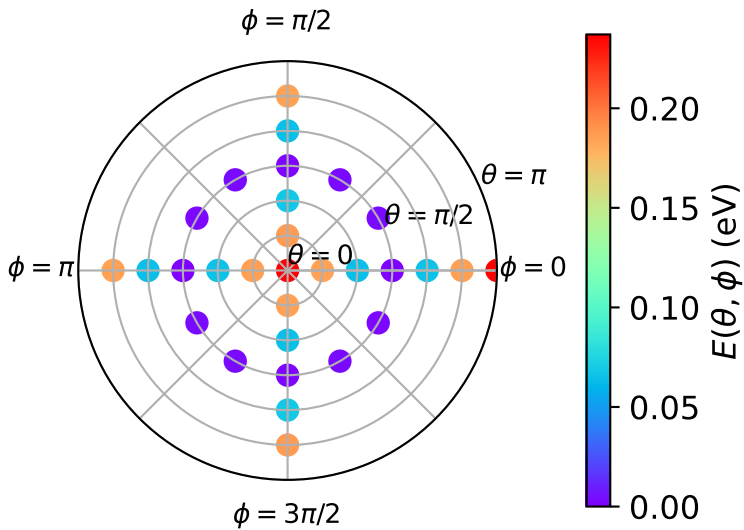 ϕ = π/2
θ = π
θ = π/2
θ = 0
ϕ = π
ϕ = 0
ϕ = 3π/2
0.20
0.15
0.10
0.05
0.00
E(θ, ϕ) (eV)